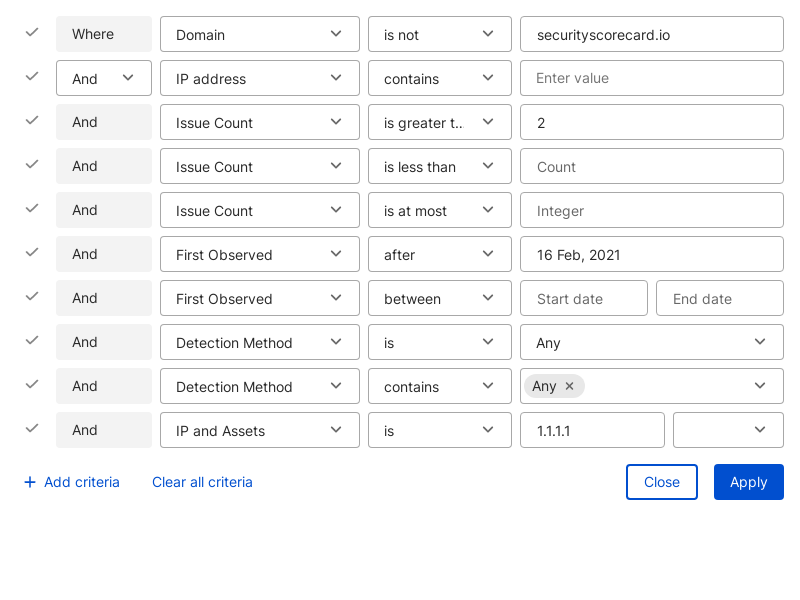 Where Domain is not securityscorecard.io
And IP address contains Enter value
And Issue Count is greater t... 2
And Issue Count is less than Count
And Issue Count is at most Integer
And First Observed after 16 Feb, 2021
And First Observed between Start date End date
And Detection Method is Any
And Detection Method contains Any
And IP and Assets is 1.1.1.1
Add criteria Clear all criteria Close Apply